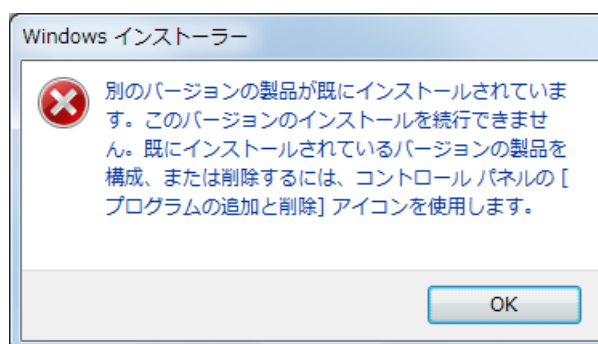 Windows インストーラー
別のバージョンの製品が既にインストールされていま
す。このバージョンのインストールを続行できませ
ん。既にインストールされているバージョンの製品を
構成、または削除するには、コントロール パネルの [
プログラムの追加と削除] アイコンを使用します。
OK